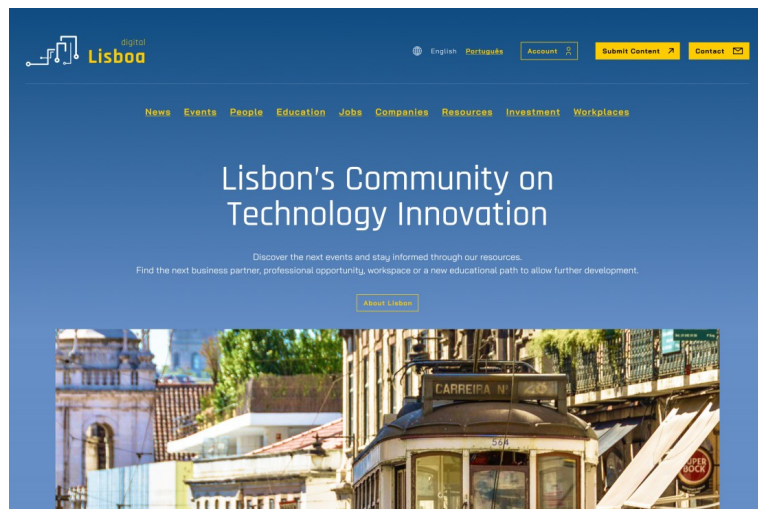 digital
Lisboa
English Português Account Submit Content Contact
News Events People Education Jobs Companies Resources Investment Workplaces
Lisbon's Community on
Technology Innovation
Discover the next events and stay informed through our resources.
Find the next business partner, professional opportunity, workspace or a new educational path to allow further development.
About Lisbon
CARREIRA Nº
564
SUPER
BOCK